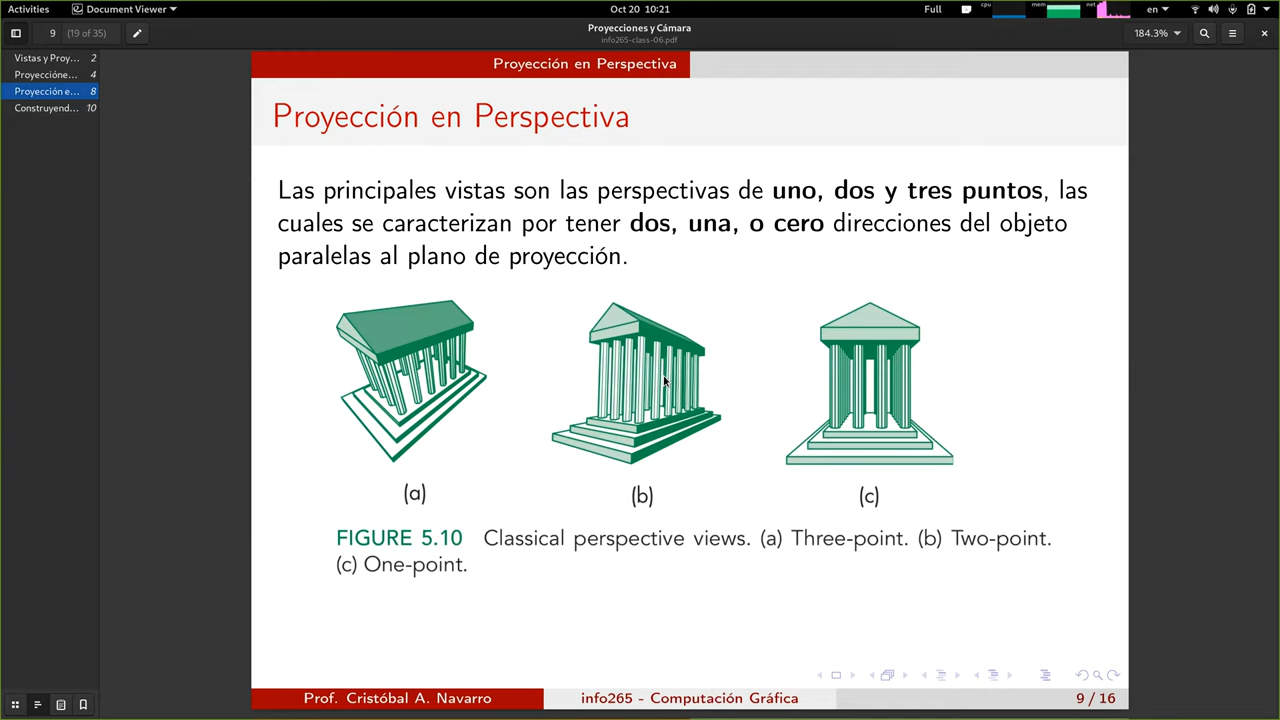 Activities
Document Viewer
Oct 20 10:21
Full
cpu
mem
net
en
9
(19 of 35)
Proyecciones y Cámara
info265-class-06.pdf
184.3%
Vistas y Proy... 2
Proyeccióne... 4
Proyección e... 8
Construyend... 10
Proyección en Perspectiva
Proyección en Perspectiva
Las principales vistas son las perspectivas de uno, dos y tres puntos, las
cuales se caracterizan por tener dos, una, o cero direcciones del objeto
paralelas al plano de proyección.
(a)
(b)
(c)
FIGURE 5.10 Classical perspective views. (a) Three-point. (b) Two-point.
(c) One-point.
Prof. Cristóbal A. Navarro
info265 - Computación Gráfica
9 / 16